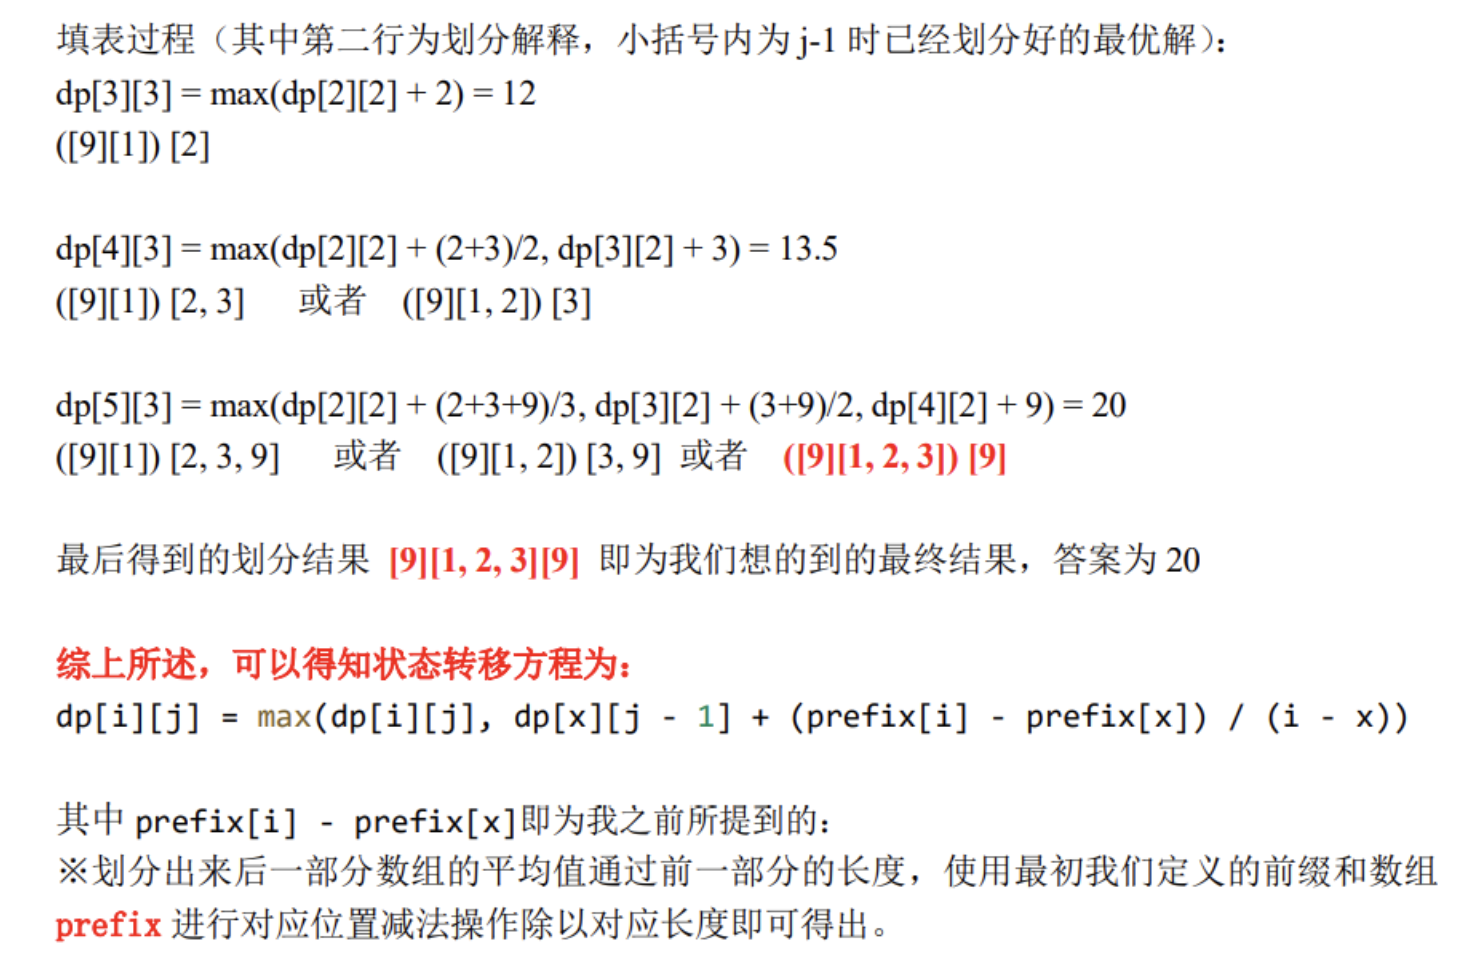 填表过程（其中第二行为划分解释，小括号内为 j-1 时已经划分好的最优解）：
dp[3][3] = max(dp[2][2] + 2) = 12
([9][1]) [2]
dp[4][3] = max(dp[2][2] + (2+3)/2, dp[3][2] + 3) = 13.5
([9][1]) [2, 3] 或者 ([9][1, 2]) [3]
dp[5][3] = max(dp[2][2] + (2+3+9)/3, dp[3][2] + (3+9)/2, dp[4][2] + 9) = 20
([9][1]) [2, 3, 9] 或者 ([9][1, 2]) [3, 9] 或者 ([9][1, 2, 3]) [9]
最后得到的划分结果 [9][1, 2, 3][9] 即为我们想的到的最终结果，答案为 20
综上所述，可以得知状态转移方程为：
dp[i][j] = max(dp[i][j], dp[x][j - 1] + (prefix[i] - prefix[x]) / (i - x))
其中 prefix[i] - prefix[x]即为我之前所提到的：
※划分出来后一部分数组的平均值通过前一部分的长度，使用最初我们定义的前缀和数组
prefix 进行对应位置减法操作除以对应长度即可得出。